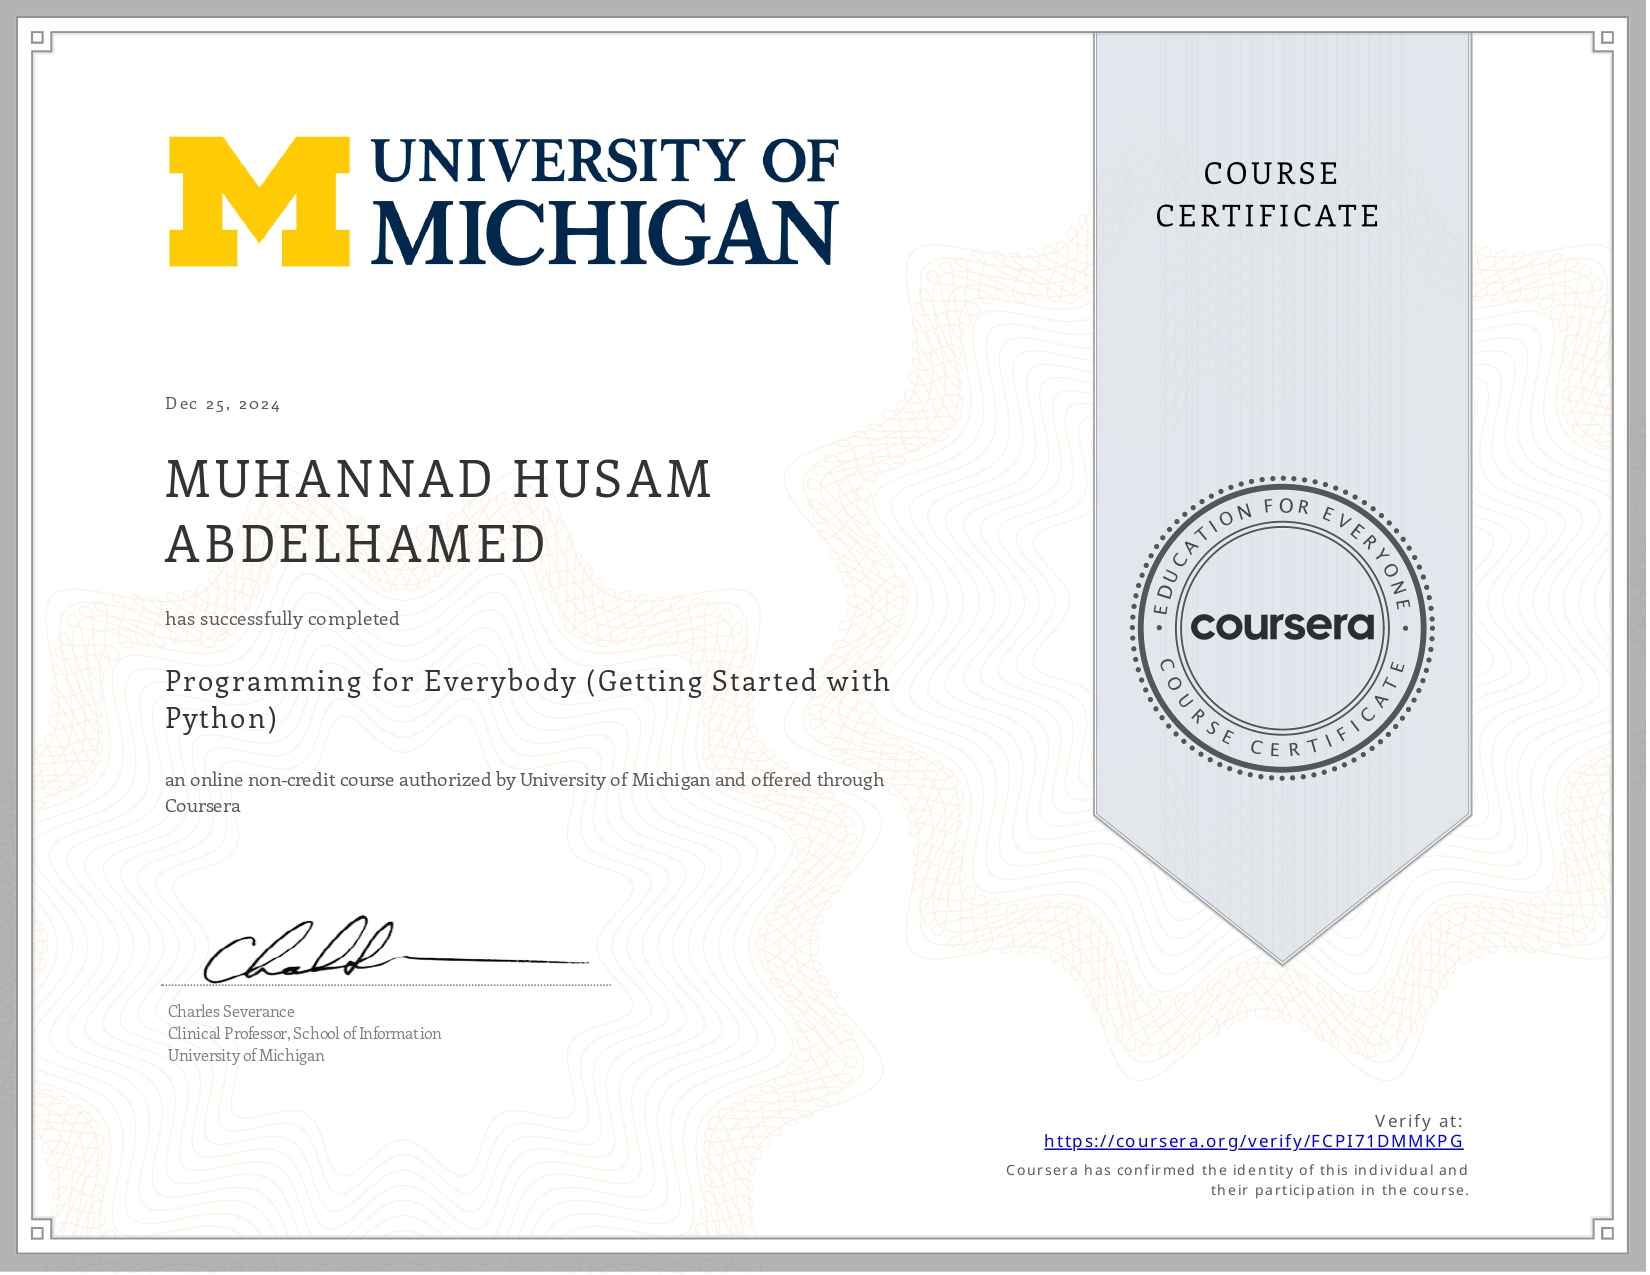 UNIVERSITY OF
MICHIGAN
COURSE
CERTIFICATE
Dec 25, 2024
MUHANNAD HUSAM
ABDELHAMED
has successfully completed
Programming for Everybody (Getting Started with
Python)
an online non-credit course authorized by University of Michigan and offered through
Coursera
EDUCATION FOR EVERYONE
coursera
COURSE CERTIFICATE
Charles Severance
Clinical Professor, School of Information
University of Michigan
Verify at:
https://coursera.org/verify/FCPI71DMMKPG
Coursera has confirmed the identity of this individual and
their participation in the course.